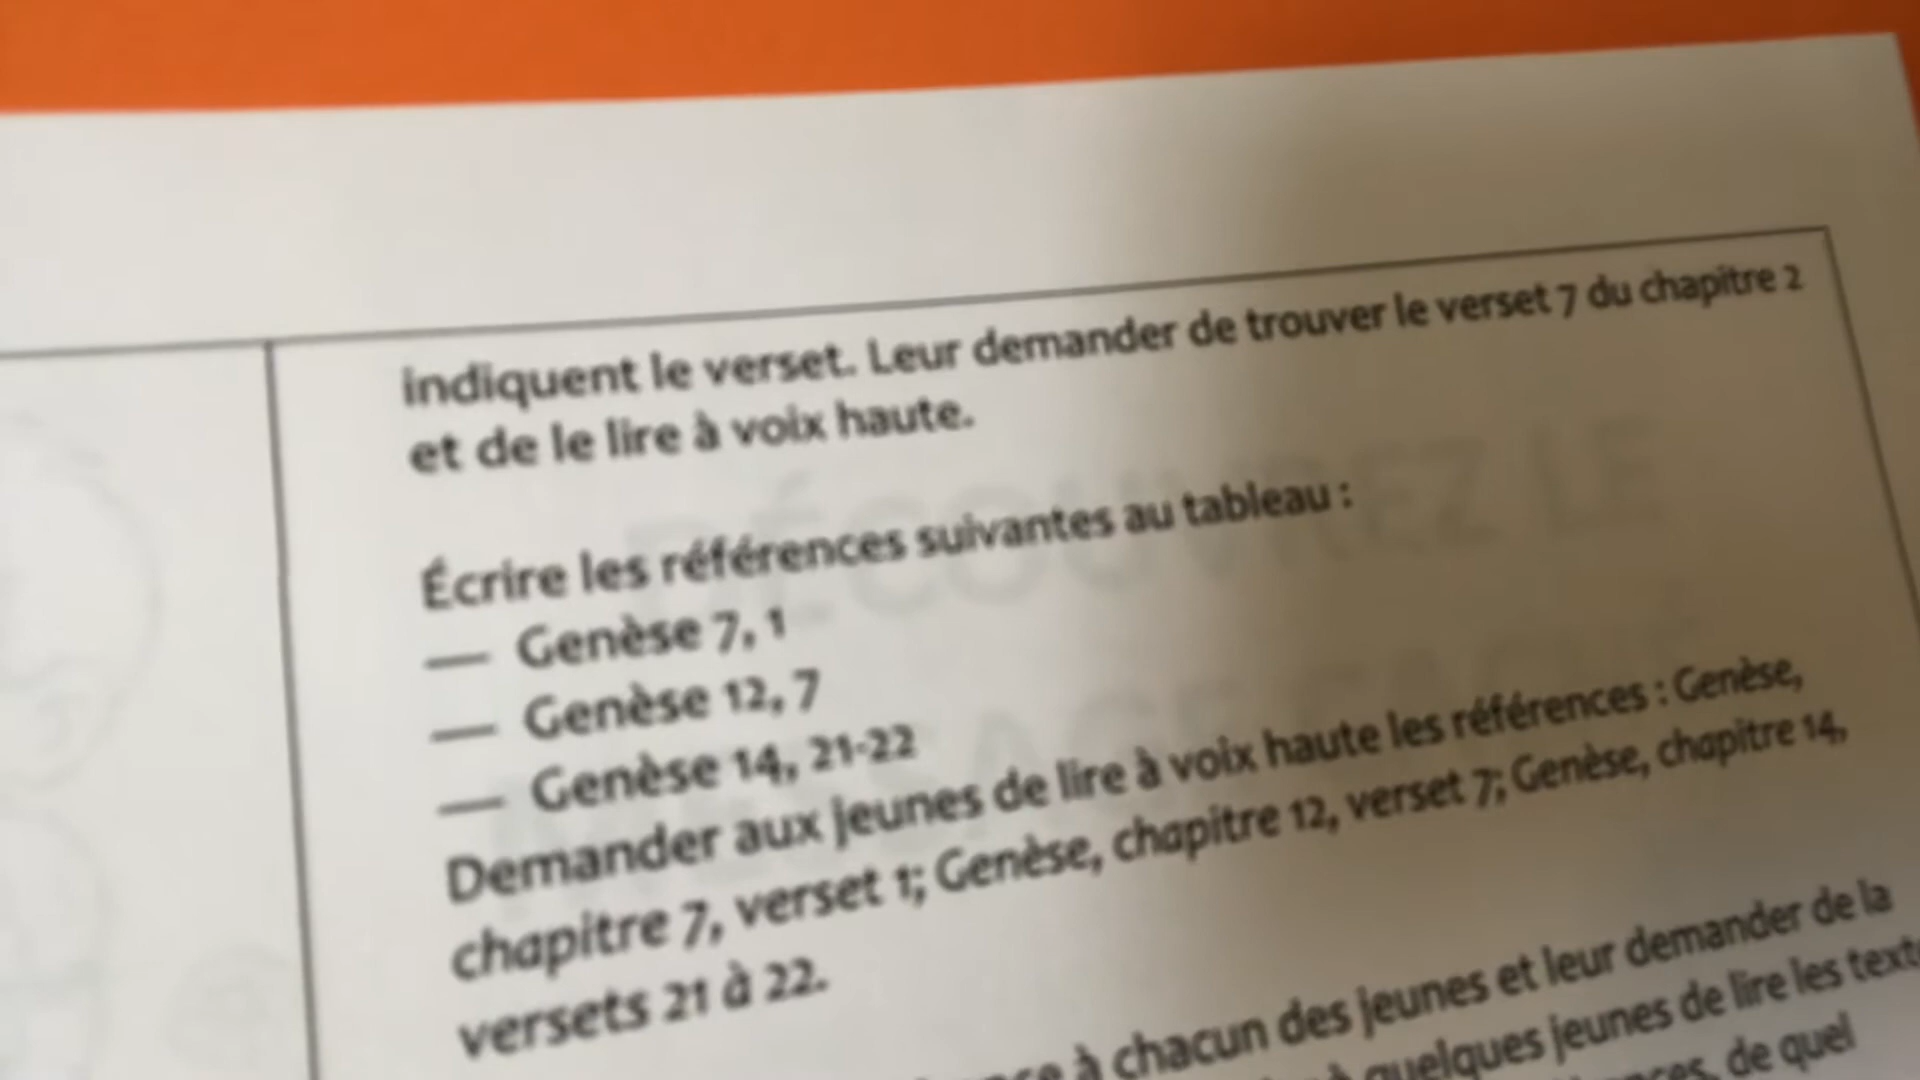 indiquent le verset. Leur demander de trouver le verset 7 du chapitre 2
et de le lire à voix haute.
Écrire les références suivantes au tableau :
— Genèse 7, 1
— Genèse 12, 7
— Genèse 14, 21-22
Demander aux jeunes de lire à voix haute les références : Genèse,
chapitre 7, verset 1; Genèse, chapitre 12, verset 7; Genèse, chapitre 14,
versets 21 à 22.
à chacun des jeunes et leur demander de la
quelques jeunes de lire les
de quel